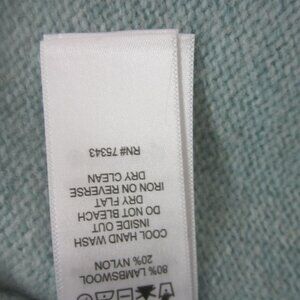 80% LAMBSWOOL
20% NYLON
COOL HAND WASH
INSIDE OUT
DO NOT BLEACH
DRY FLAT
IRON ON REVERSE
DRY CLEAN
RN# 75343